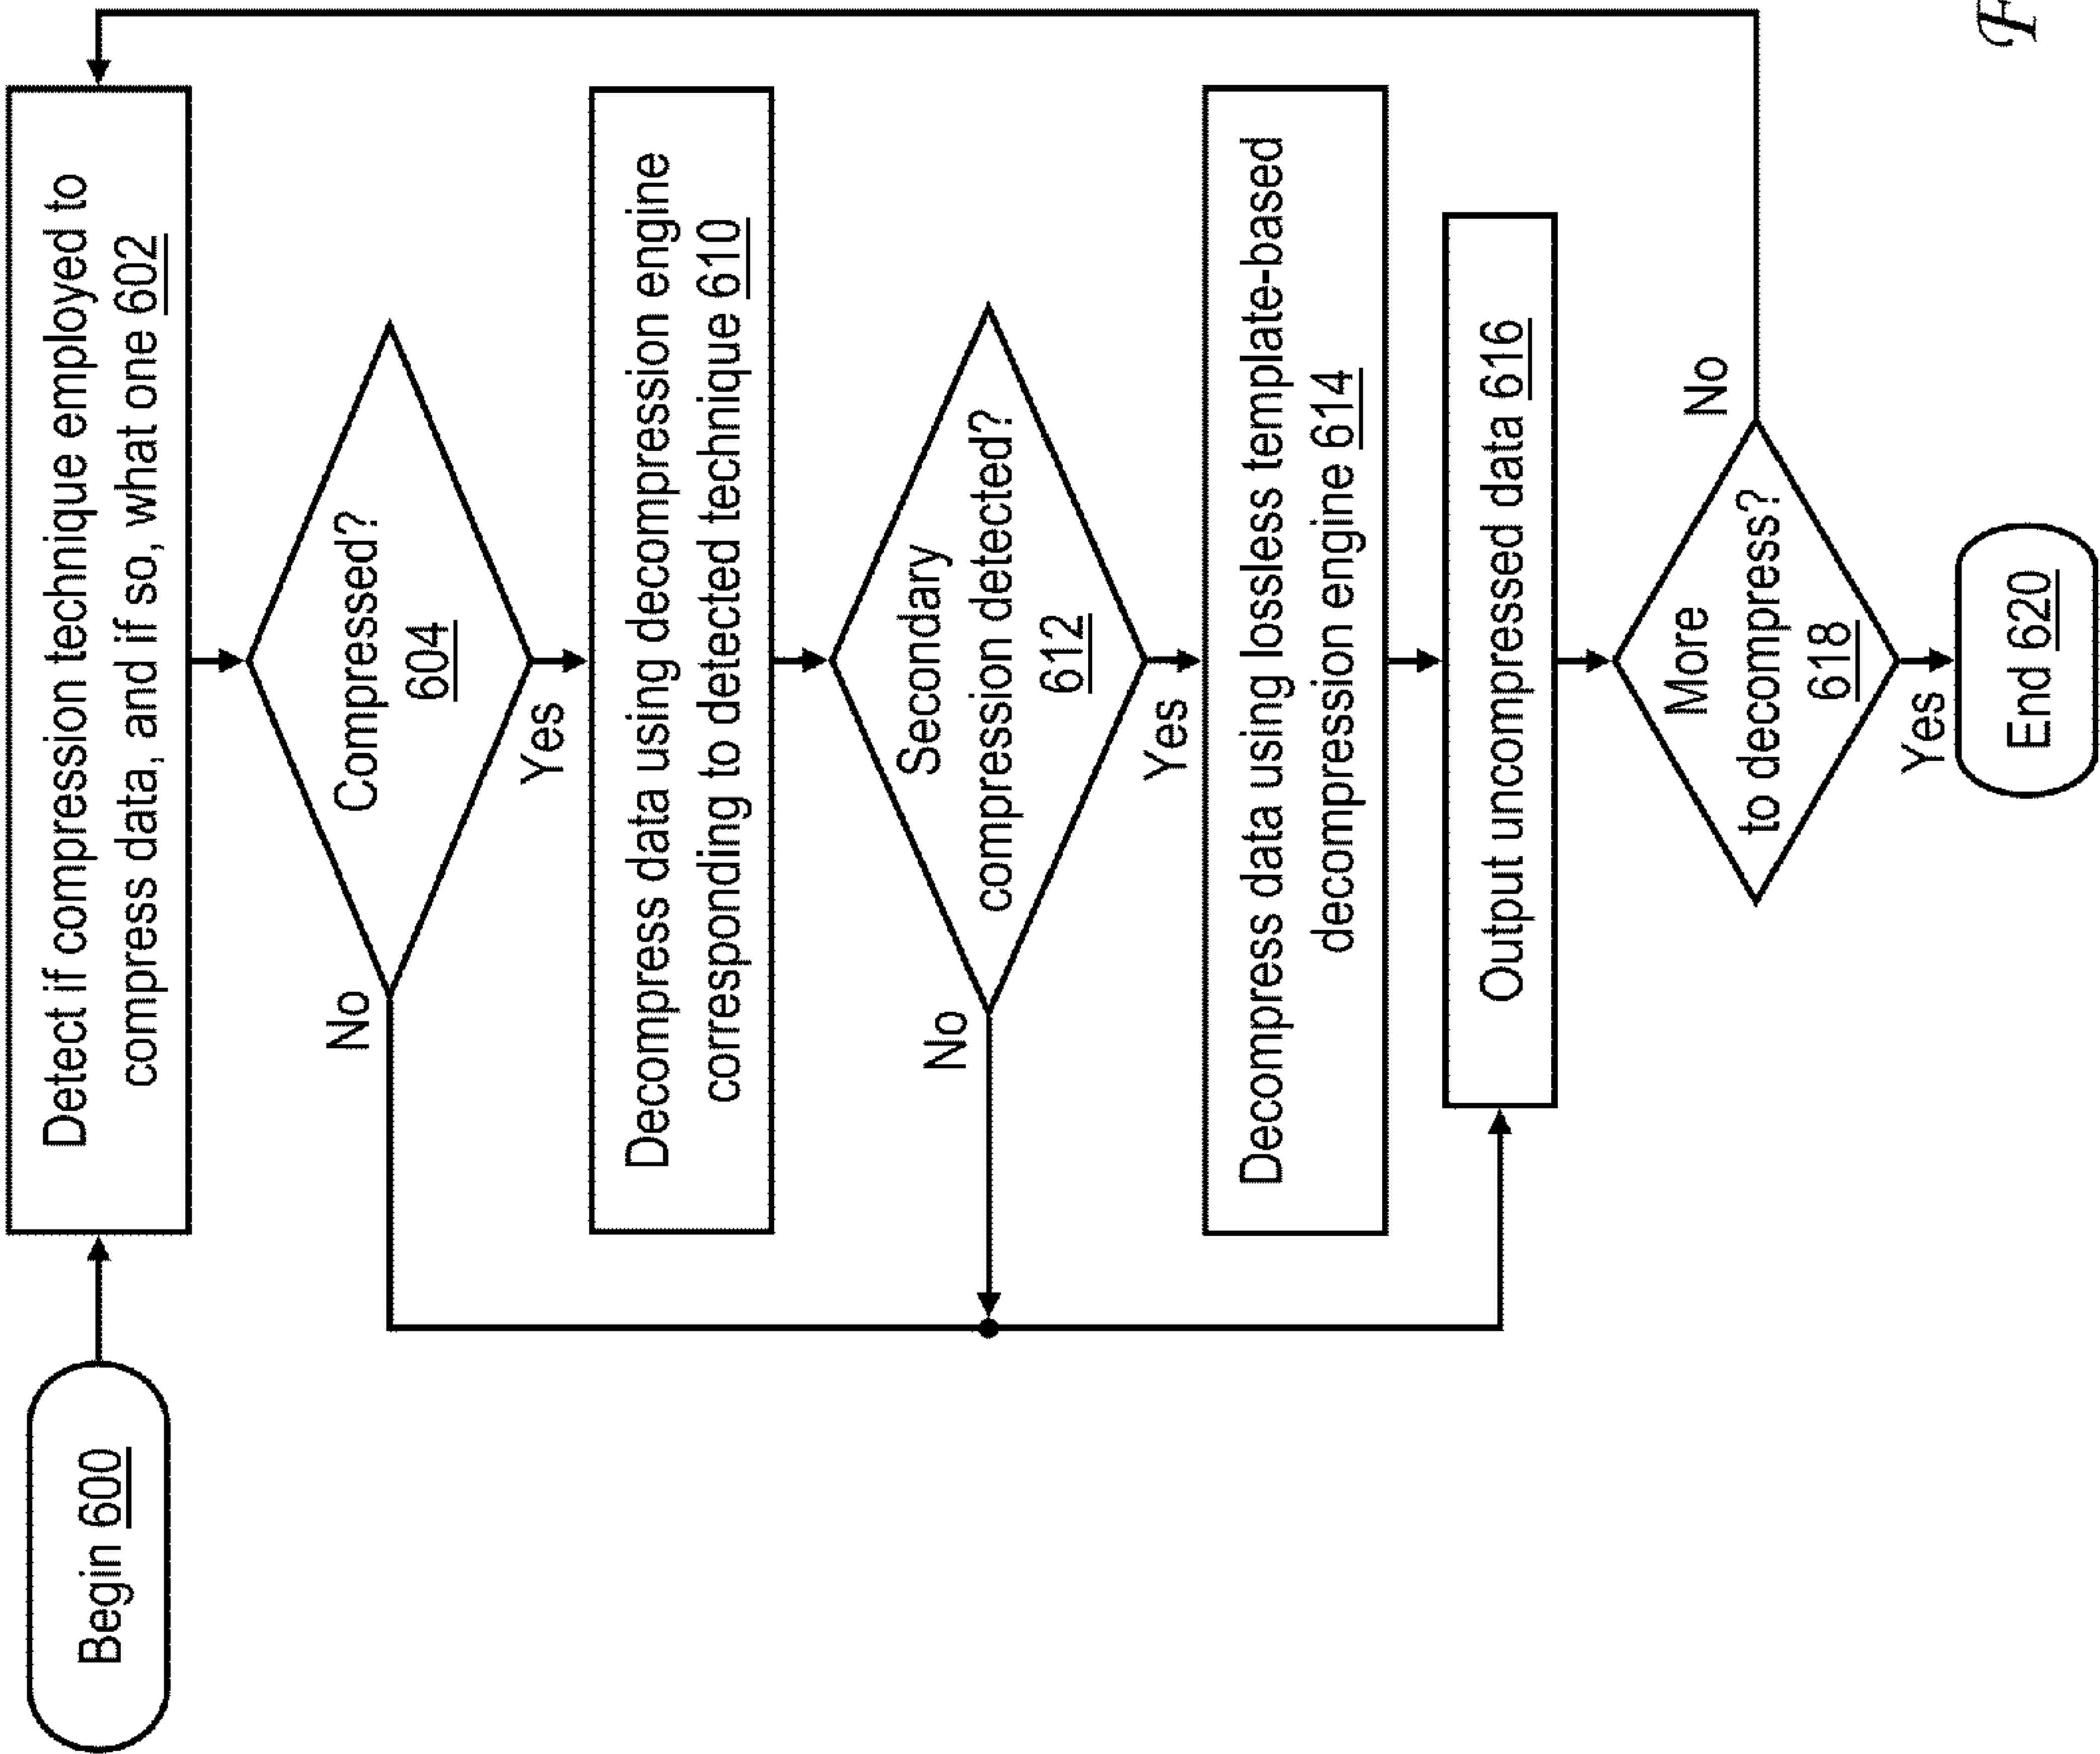 Begin 600
Detect if compression technique employed to
compress data, and if so, what one 602
Compressed?
604
No
Yes
Decompress data using decompression engine
corresponding to detected technique 610
Secondary
compression detected?
612
No
Yes
Decompress data using lossless template-based
decompression engine 614
Output uncompressed data 616
More
to decompress?
618
No
Yes
End 620